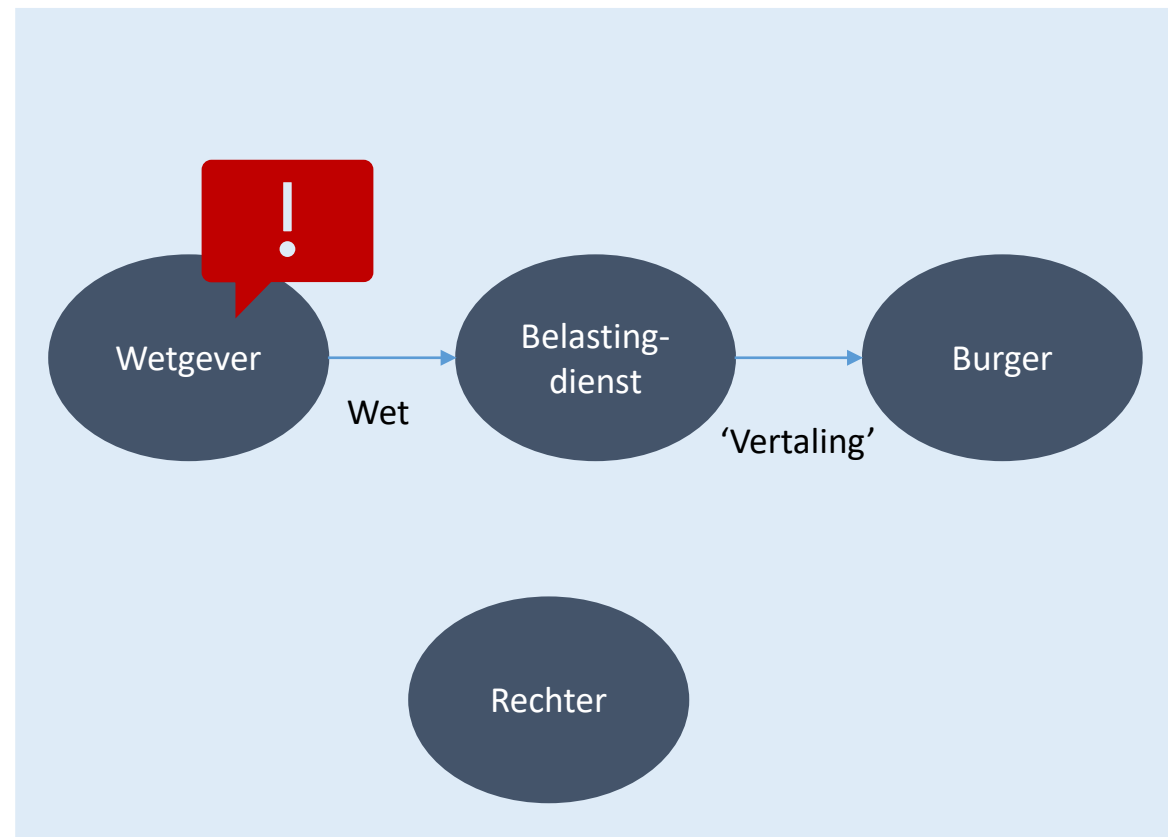 !
Wetgever
Wet
Belasting-
dienst
‘Vertaling’
Burger
Rechter